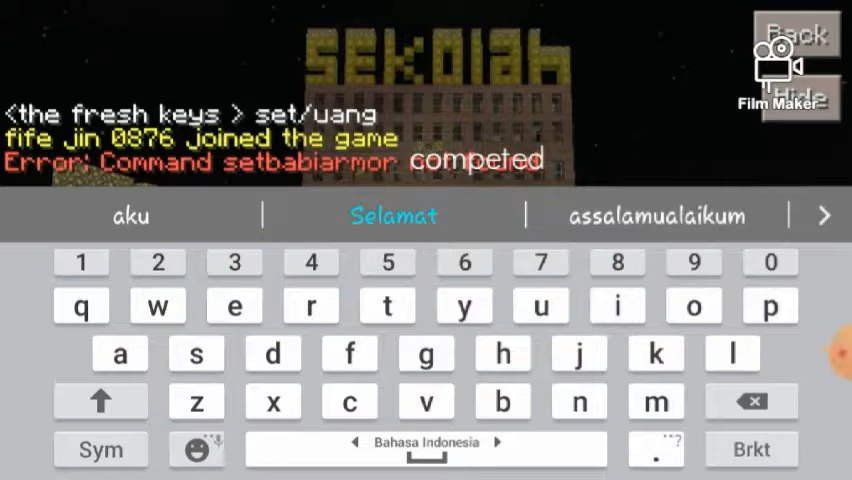 SEKOlah
Back
Hide
Film Maker
<the fresh keys > set/uang
fife jin 0876 joined the game
Error; Command setbabiarmor
competed
aku
Selamat
assalamualaikum
1 2 3 4 5 6 7 8 9 0
q w e r t y u i o p
a s d f g h j k l
z x c v b n m
Sym
Bahasa Indonesia
. ...?
Brkt